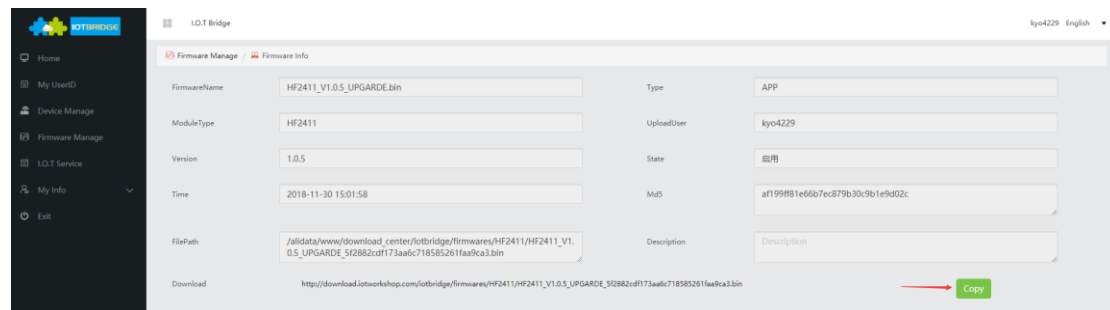 IOTBRIDGE
I.O.T Bridge
kyo4229 English
Home
My UserID
Device Manage
Firmware Manage
I.O.T Service
My Info
Exit
Firmware Manage / Firmware Info
FirmwareName HF2411_V1.0.5_UPGARDE.bin Type APP
ModuleType HF2411 UploadUser kyo4229
Version 1.0.5 State 启用
Time 2018-11-30 15:01:58 Md5 af199ff81e66b7ec879b30c9b1e9d02c
FilePath /alidata/www/download_center/iotbridge/firmwares/HF2411/HF2411_V1.
0.5_UPGARDE_5f2882cdf173aa6c718585261faa9ca3.bin
Description Description
Download http://download.iotworkshop.com/iotbridge/firmwares/HF2411/HF2411_V1.0.5_UPGARDE_5f2882cdf173aa6c718585261faa9ca3.bin Copy